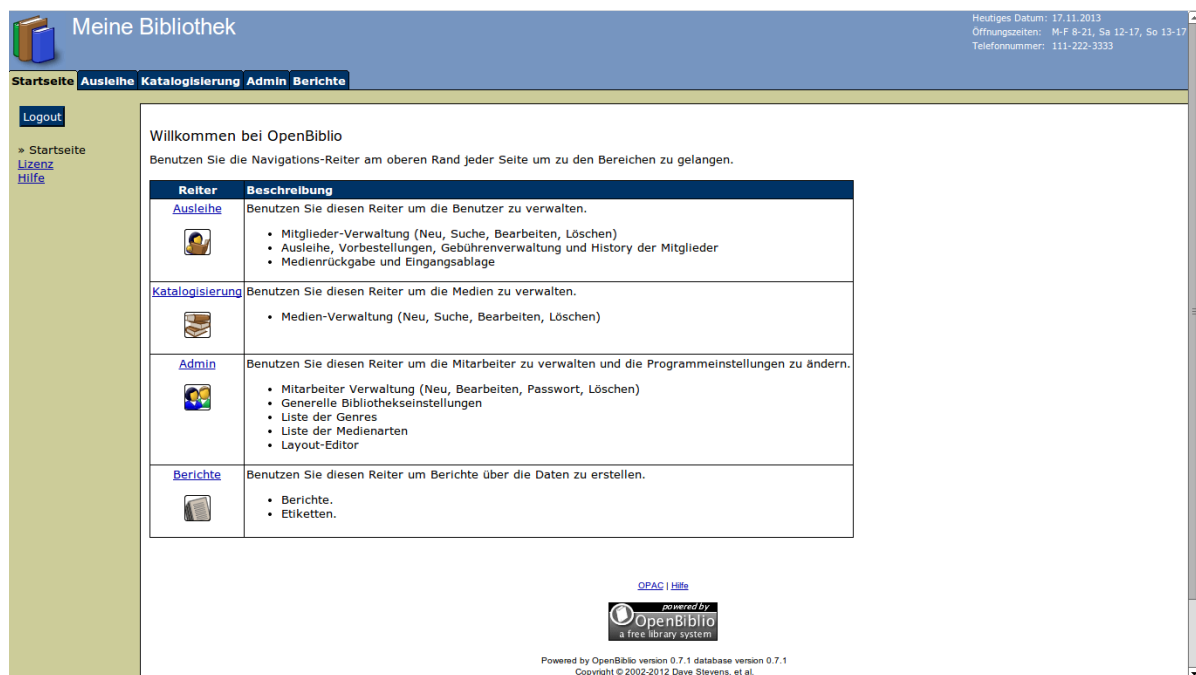 Meine Bibliothek
Heutiges Datum: 17.11.2013
Öffnungszeiten: M-F 8-21, Sa 12-17, So 13-17
Telefonnummer: 111-222-3333
Startseite Ausleihe Katalogisierung Admin Berichte
Logout
» Startseite
Lizenz
Hilfe
Willkommen bei OpenBiblio
Benutzen Sie die Navigations-Reiter am oberen Rand jeder Seite um zu den Bereichen zu gelangen.
Reiter Beschreibung
Ausleihe Benutzen Sie diesen Reiter um die Benutzer zu verwalten.
• Mitglieder-Verwaltung (Neu, Suche, Bearbeiten, Löschen)
• Ausleihe, Vorbestellungen, Gebührenverwaltung und History der Mitglieder
• Medienrückgabe und Eingangsablage
Katalogisierung Benutzen Sie diesen Reiter um die Medien zu verwalten.
• Medien-Verwaltung (Neu, Suche, Bearbeiten, Löschen)
Admin Benutzen Sie diesen Reiter um die Mitarbeiter zu verwalten und die Programmeinstellungen zu ändern.
• Mitarbeiter Verwaltung (Neu, Bearbeiten, Passwort, Löschen)
• Generelle Bibliothekseinstellungen
• Liste der Genres
• Liste der Medienarten
• Layout-Editor
Berichte Benutzen Sie diesen Reiter um Berichte über die Daten zu erstellen.
• Berichte.
• Etiketten.
OPAC | Hilfe
powered by
OpenBiblio
a free library system
Powered by OpenBiblio version 0.7.1 database version 0.7.1
Copyright © 2002-2012 Dave Stevens, et al.